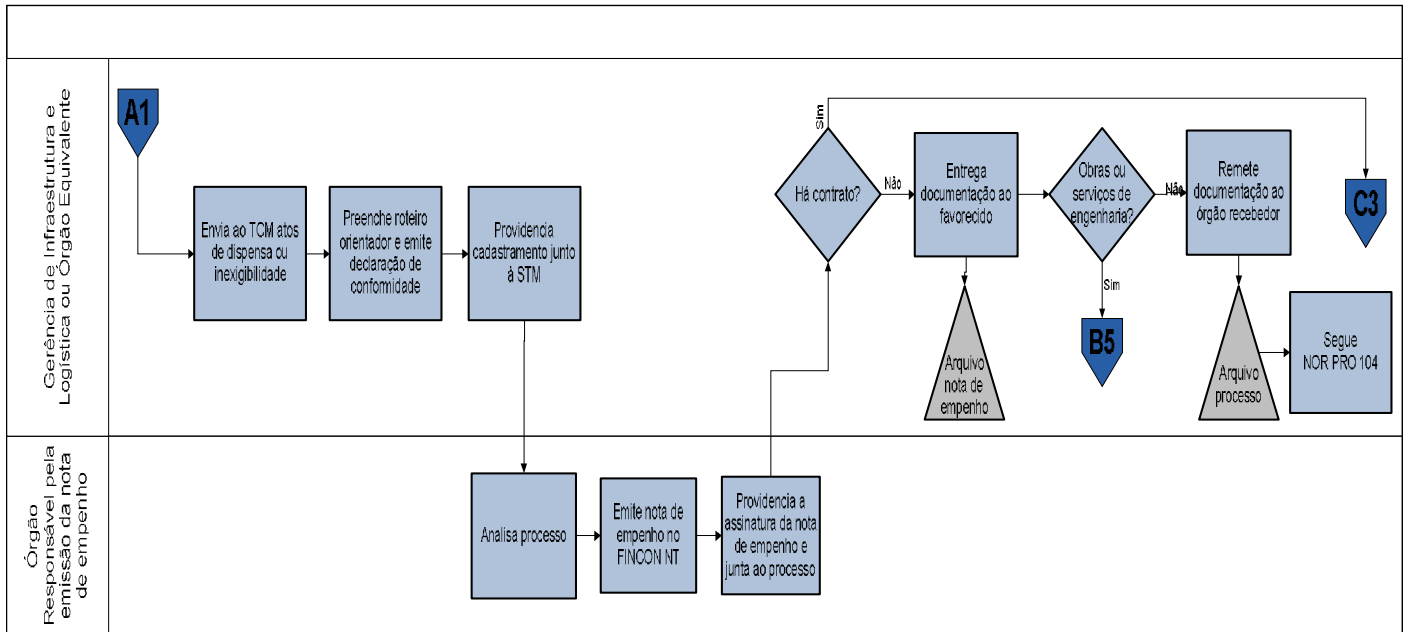 Gerência de Infraestrutura e
Logística ou Órgão Equivalente
A1
Envia ao TCM atos
de dispensa ou
inexigibilidade
Preenche roteiro
orientador e emite
declaração de
conformidade
Providencia
cadastramento junto
à STM
Sim
Há contrato?
Não
Entrega
documentação ao
favorecido
Arquivo
nota de
empenho
Obras ou
serviços de
engenharia?
Sim
B5
Não
Remete
documentação ao
órgão recebedor
Arquivo
processo
Segue
NOR PRO 104
C3
Órgão
Responsável pela
emissão da nota
de empenho
Analisa processo
Emite nota de
empenho no
FINCON NT
Providencia a
assinatura da nota
de empenho e
junta ao processo